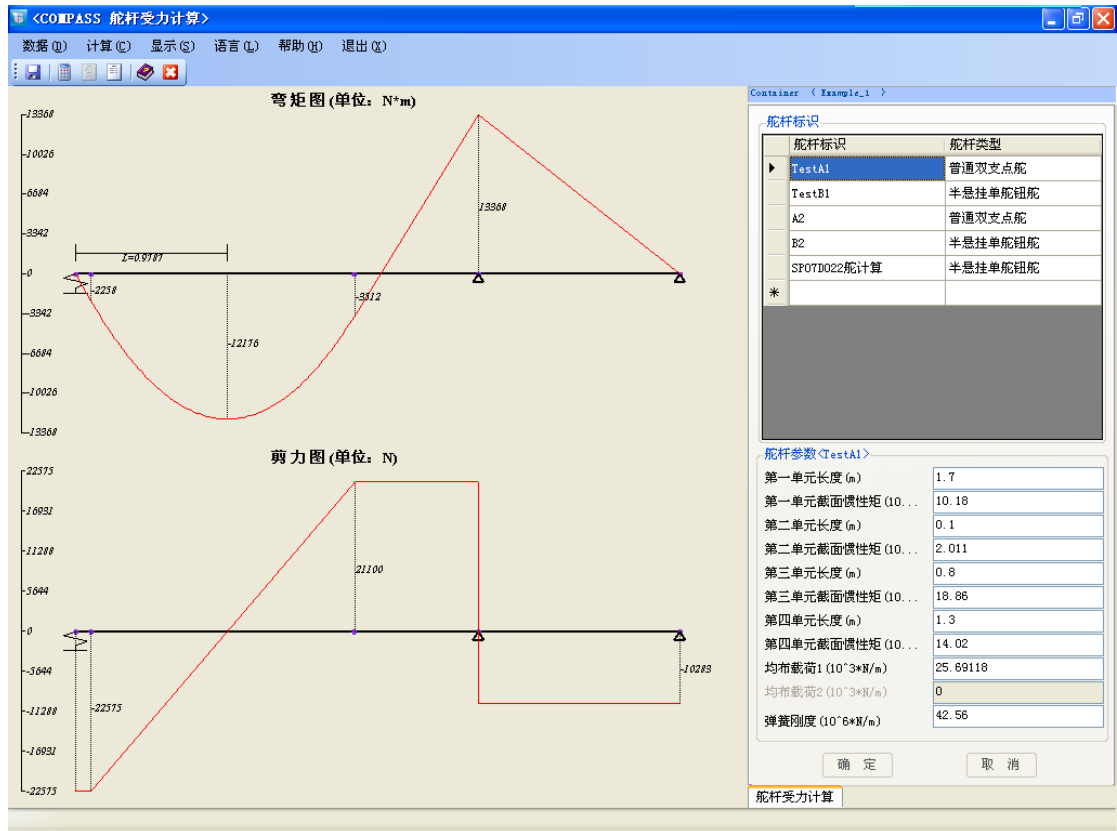 <COMPASS 舵杆受力计算>
数据(D) 计算(C) 显示(S) 语言(L) 帮助(H) 退出(X)
弯矩图(单位: N*m)
13368
10026
6684
3342
0
-3342
-6684
-10026
-13368
L=0.9787
-2258
-12176
-3512
13368
剪力图(单位: N)
22575
16931
11288
5644
0
-5644
-11288
-16931
-22575
-22575
21100
-10283
Container < Example_1 >
舵杆标识
舵杆标识 舵杆类型
TestA1 普通双支点舵
TestB1 半悬挂单舵钮舵
A2 普通双支点舵
B2 半悬挂单舵钮舵
SP07D022舵计算 半悬挂单舵钮舵
舵杆参数<TestA1>
第一单元长度(m) 1.7
第一单元截面惯性矩(10... 10.18
第二单元长度(m) 0.1
第二单元截面惯性矩(10... 2.011
第三单元长度(m) 0.8
第三单元截面惯性矩(10... 18.86
第四单元长度(m) 1.3
第四单元截面惯性矩(10... 14.02
均布载荷1(10^3*N/m) 25.69118
均布载荷2(10^3*N/m) 0
弹簧刚度(10^6*N/m) 42.56
确 定 取 消
舵杆受力计算